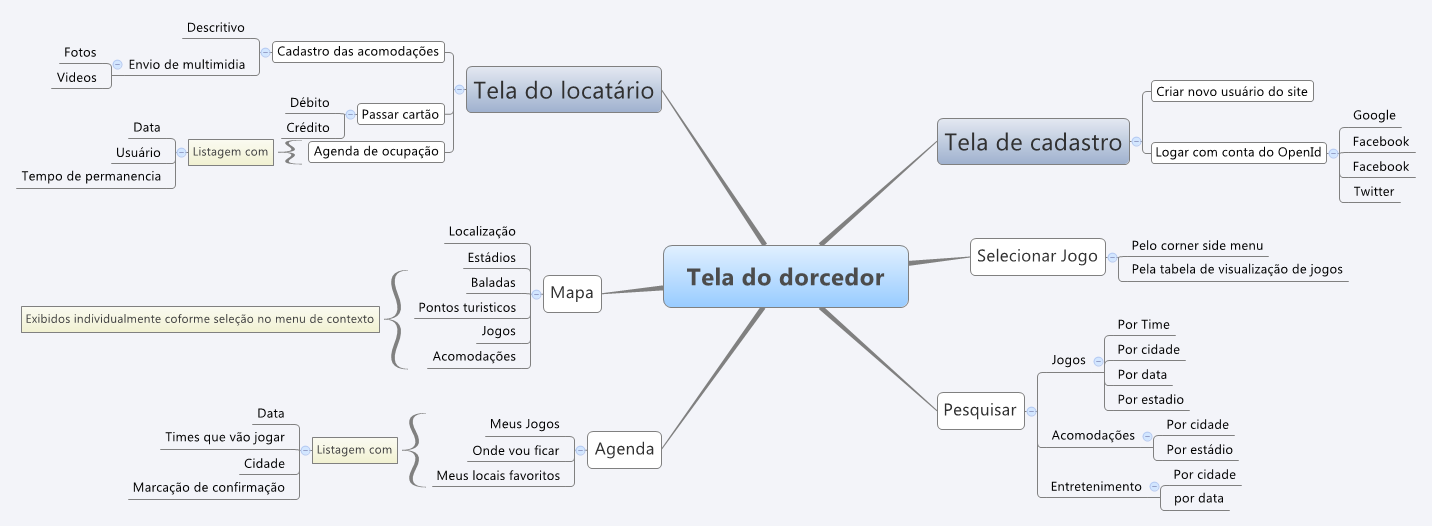 Tela do dorcedor
Tela de cadastro
Criar novo usuário do site
Logar com conta do OpenId
Google
Facebook
Facebook
Twitter
Selecionar Jogo
Pelo corner side menu
Pela tabela de visualização de jogos
Pesquisar
Jogos
Por Time
Por cidade
Por data
Por estadio
Acomodações
Por cidade
Por estádio
Entretenimento
Por cidade
por data
Tela do locatário
Cadastro das acomodações
Descritivo
Envio de multimidia
Fotos
Videos
Passar cartão
Débito
Crédito
Agenda de ocupação
Listagem com
Data
Usuário
Tempo de permanencia
Mapa
Localização
Estádios
Baladas
Pontos turisticos
Jogos
Acomodações
Exibidos individualmente coforme seleção no menu de contexto
Agenda
Meus Jogos
Onde vou ficar
Meus locais favoritos
Listagem com
Data
Times que vão jogar
Cidade
Marcação de confirmação